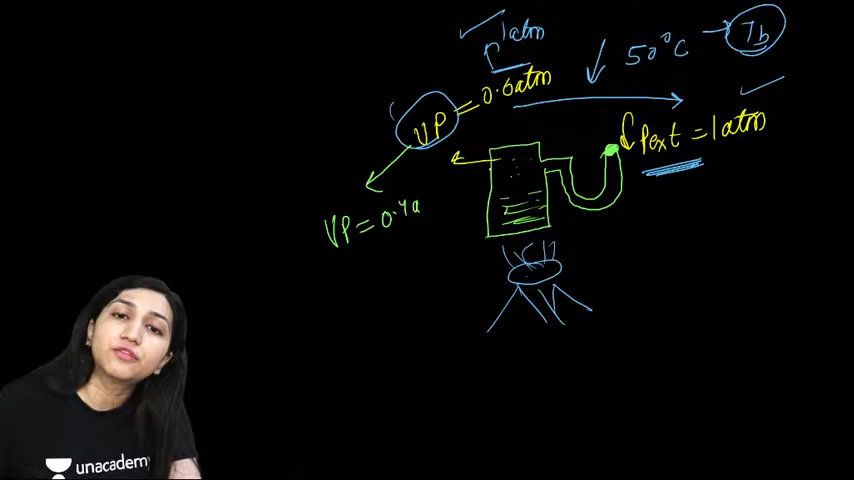 1atm
50°C → Tb
VP = 0.6atm
Pext = 1atm
VP = 0.4a
unacademy